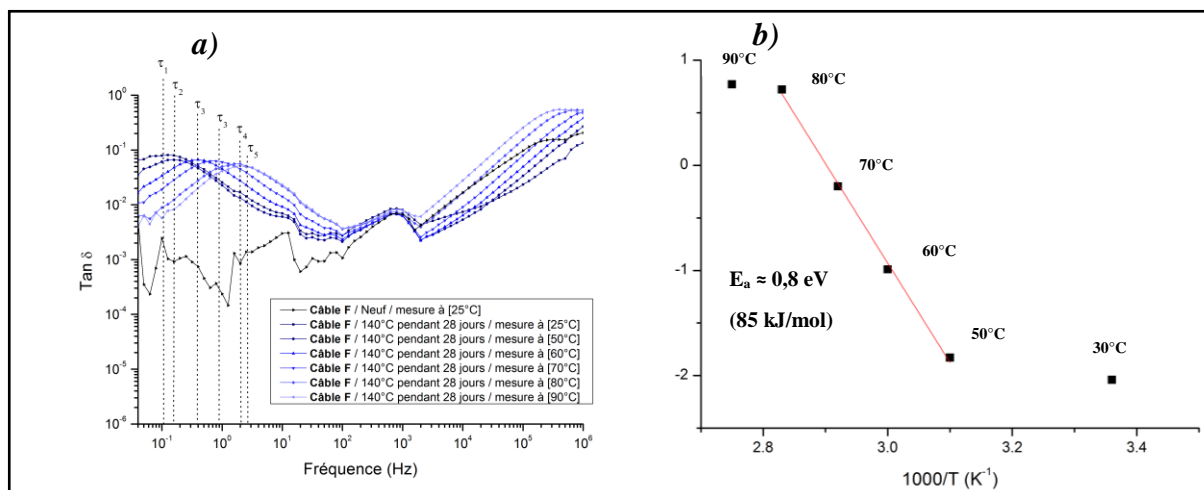 a)
τ1
τ2
τ3
τ3
τ4
τ5
10^0
10^-1
10^-2
10^-3
10^-4
10^-5
10^-6
Tan δ
Câble F / Neuf / mesure à [25°C]
Câble F / 140°C pendant 28 jours / mesure à [25°C]
Câble F / 140°C pendant 28 jours / mesure à [50°C]
Câble F / 140°C pendant 28 jours / mesure à [60°C]
Câble F / 140°C pendant 28 jours / mesure à [70°C]
Câble F / 140°C pendant 28 jours / mesure à [80°C]
Câble F / 140°C pendant 28 jours / mesure à [90°C]
10^-1 10^0 10^1 10^2 10^3 10^4 10^5 10^6
Fréquence (Hz)
b)
90°C
80°C
70°C
60°C
50°C
30°C
Ea ≈ 0,8 eV
(85 kJ/mol)
1
0
-1
-2
2.8 3.0 3.2 3.4
1000/T (K^-1)